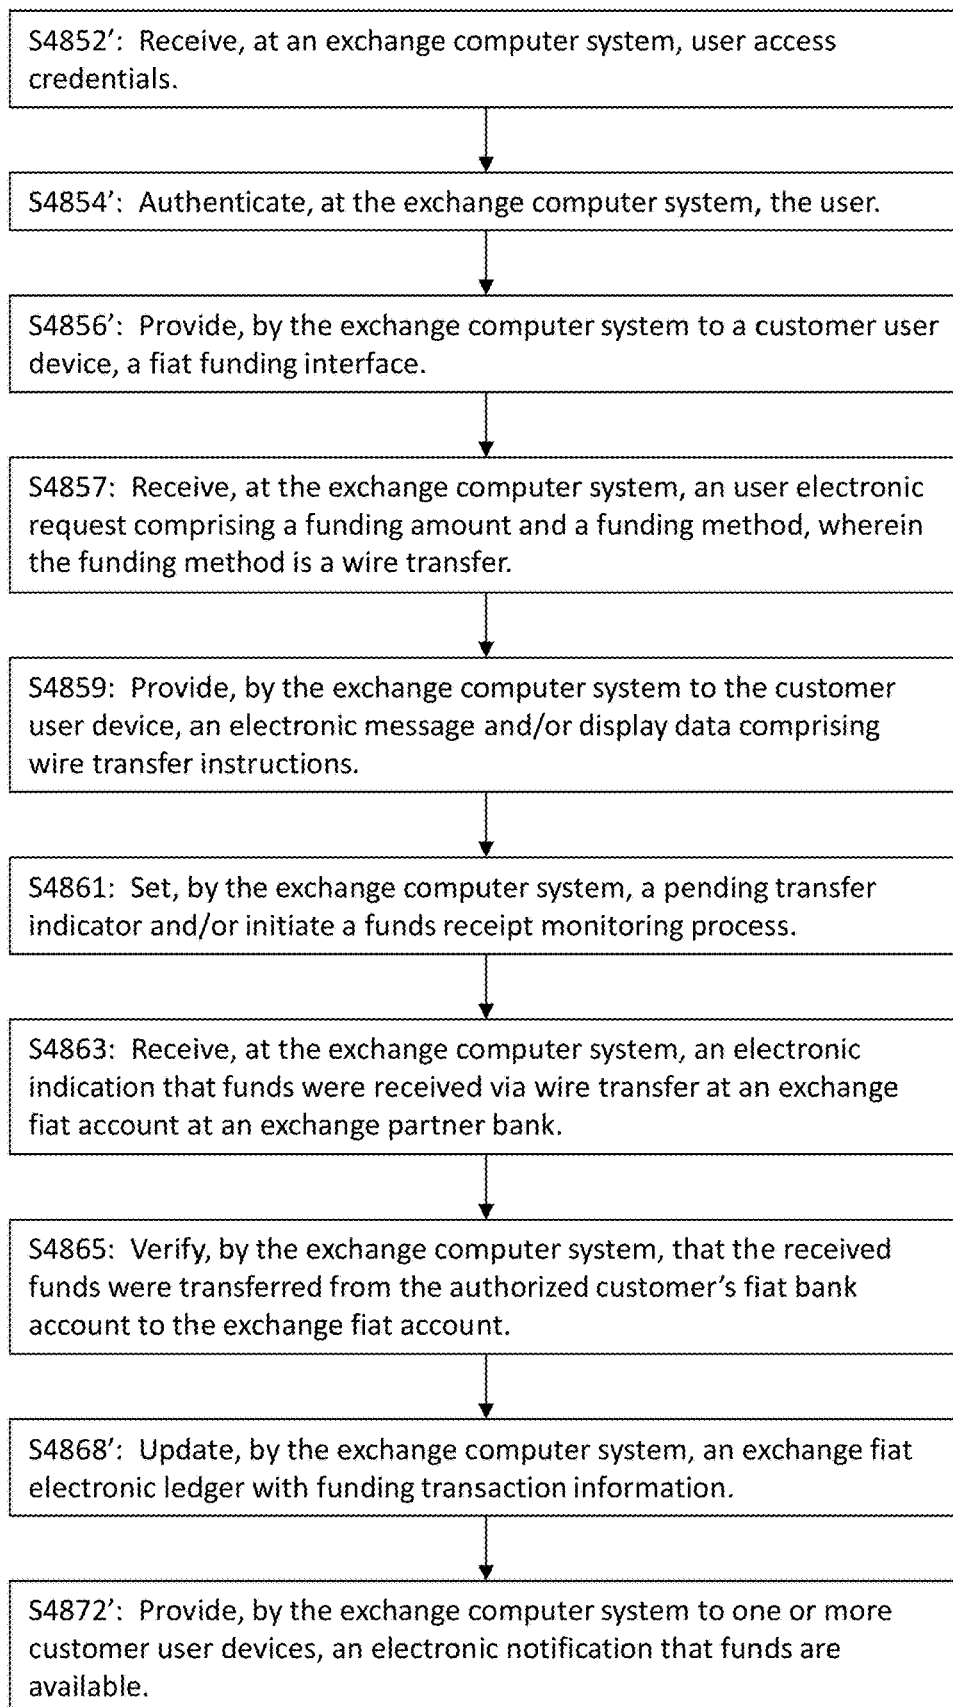 S4852’: Receive, at an exchange computer system, user access
credentials.
S4854’: Authenticate, at the exchange computer system, the user.
S4856’: Provide, by the exchange computer system to a customer user
device, a fiat funding interface.
S4857: Receive, at the exchange computer system, an user electronic
request comprising a funding amount and a funding method, wherein
the funding method is a wire transfer.
S4859: Provide, by the exchange computer system to the customer
user device, an electronic message and/or display data comprising
wire transfer instructions.
S4861: Set, by the exchange computer system, a pending transfer
indicator and/or initiate a funds receipt monitoring process.
S4863: Receive, at the exchange computer system, an electronic
indication that funds were received via wire transfer at an exchange
fiat account at an exchange partner bank.
S4865: Verify, by the exchange computer system, that the received
funds were transferred from the authorized customer’s fiat bank
account to the exchange fiat account.
S4868’: Update, by the exchange computer system, an exchange fiat
electronic ledger with funding transaction information.
S4872’: Provide, by the exchange computer system to one or more
customer user devices, an electronic notification that funds are
available.